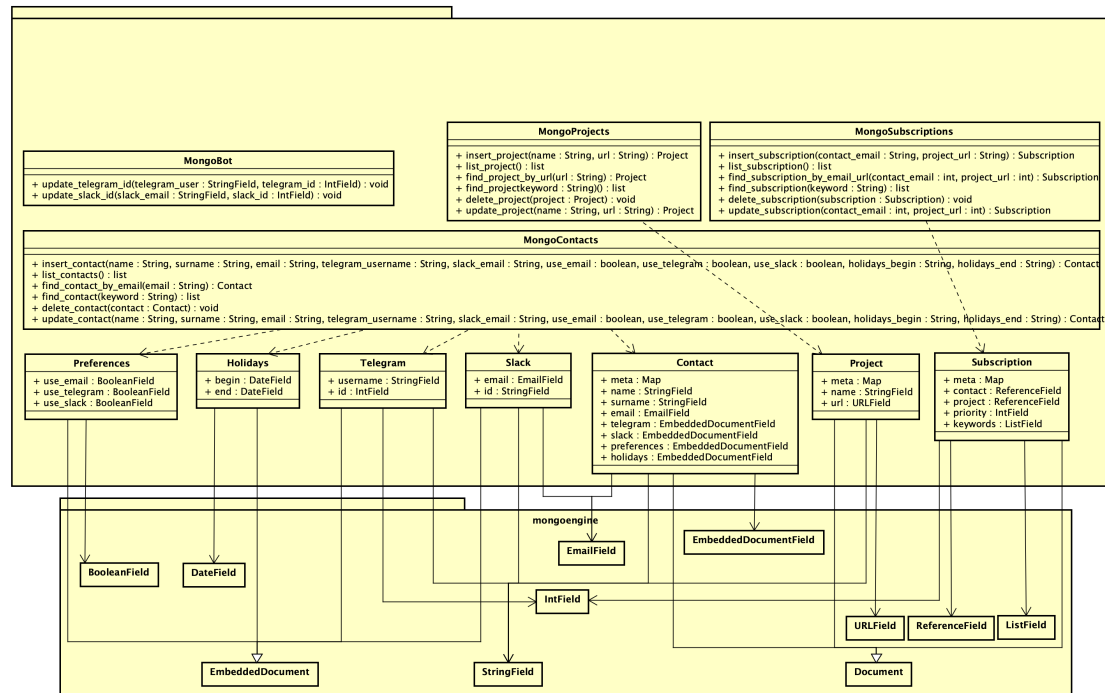 MongoProjects
+ insert_project(name : String, url : String) : Project
+ list_project() : list
+ find_project_by_url(url : String) : Project
+ find_projectkeyword : String)() : list
+ delete_project(project : Project) : void
+ update_project(name : String, url : String) : Project
MongoSubscriptions
+ insert_subscription(contact_email : String, project_url : String) : Subscription
+ list_subscription() : list
+ find_subscription_by_email_url(contact_email : int, project_url : int) : Subscription
+ find_subscription(keyword : String) : list
+ delete_subscription(subscription : Subscription) : void
+ update_subscription(contact_email : int, project_url : int) : Subscription
MongoBot
+ update_telegram_id(telegram_user : StringField, telegram_id : IntField) : void
+ update_slack_id(slack_email : StringField, slack_id : IntField) : void
MongoContacts
+ insert_contact(name : String, surname : String, email : String, telegram_username : String, slack_email : String, use_email : boolean, use_telegram : boolean, use_slack : boolean, holidays_begin : String, holidays_end : String) : Contact
+ list_contacts() : list
+ find_contact_by_email(email : String) : Contact
+ find_contact(keyword : String) : list
+ delete_contact(contact : Contact) : void
+ update_contact(name : String, surname : String, email : String, telegram_username : String, slack_email : String, use_email : boolean, use_telegram : boolean, use_slack : boolean, holidays_begin : String, holidays_end : String) : Contact
Preferences
+ use_email : BooleanField
+ use_telegram : BooleanField
+ use_slack : BooleanField
Holidays
+ begin : DateField
+ end : DateField
Telegram
+ username : StringField
+ id : IntField
Slack
+ email : EmailField
+ id : StringField
Contact
+ meta : Map
+ name : StringField
+ surname : StringField
+ email : EmailField
+ telegram : EmbeddedDocumentField
+ slack : EmbeddedDocumentField
+ preferences : EmbeddedDocumentField
+ holidays : EmbeddedDocumentField
Project
+ meta : Map
+ name : StringField
+ url : URLField
Subscription
+ meta : Map
+ contact : ReferenceField
+ project : ReferenceField
+ priority : IntField
+ keywords : ListField
mongoengine
EmbeddedDocumentField
EmailField
BooleanField
DateField
IntField
URLField
ReferenceField
ListField
EmbeddedDocument
StringField
Document